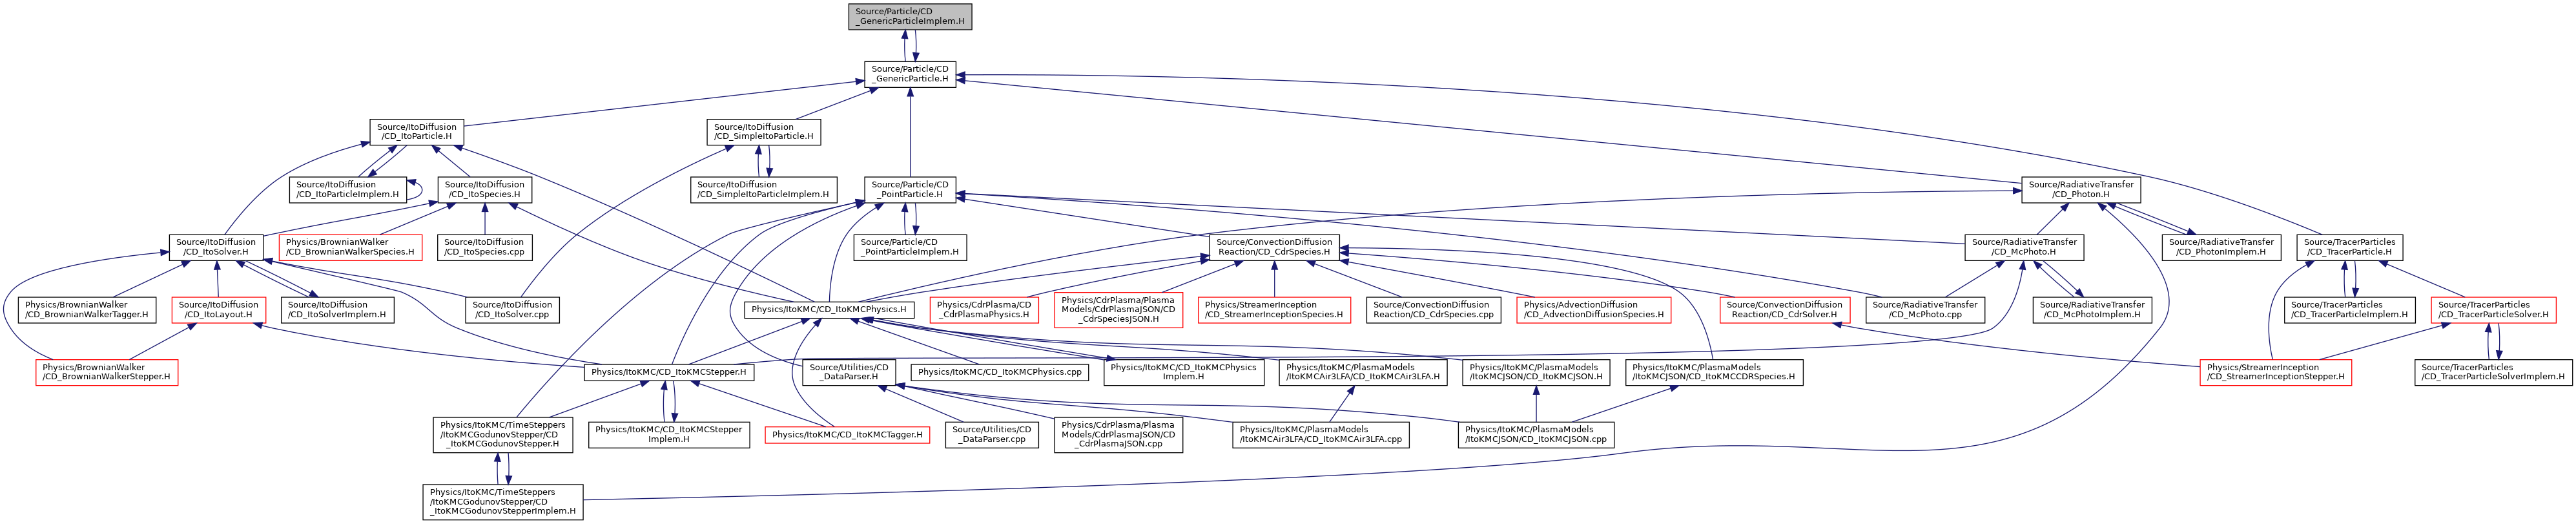 Source/Particle/CD
_GenericParticleImplem.H
Source/Particle/CD
_GenericParticle.H
Source/ItoDiffusion
/CD_ItoParticle.H
Source/ItoDiffusion
/CD_SimpleItoParticle.H
Source/ItoDiffusion
/CD_ItoParticleImplem.H
Source/ItoDiffusion
/CD_ItoSpecies.H
Source/ItoDiffusion
/CD_SimpleItoParticleImplem.H
Source/Particle/CD
_PointParticle.H
Source/RadiativeTransfer
/CD_Photon.H
Source/ItoDiffusion
/CD_ItoSolver.H
Physics/BrownianWalker
/CD_BrownianWalkerSpecies.H
Source/ItoDiffusion
/CD_ItoSpecies.cpp
Source/Particle/CD
_PointParticleImplem.H
Source/ConvectionDiffusion
Reaction/CD_CdrSpecies.H
Source/RadiativeTransfer
/CD_McPhoto.H
Source/RadiativeTransfer
/CD_PhotonImplem.H
Source/TracerParticles
/CD_TracerParticle.H
Physics/BrownianWalker
/CD_BrownianWalkerTagger.H
Source/ItoDiffusion
/CD_ItoLayout.H
Source/ItoDiffusion
/CD_ItoSolverImplem.H
Source/ItoDiffusion
/CD_ItoSolver.cpp
Physics/ItoKMC/CD_ItoKMCPhysics.H
Physics/CdrPlasma/CD
_CdrPlasmaPhysics.H
Physics/CdrPlasma/Plasma
Models/CdrPlasmaJSON/CD
_CdrSpeciesJSON.H
Physics/StreamerInception
/CD_StreamerInceptionSpecies.H
Source/ConvectionDiffusion
Reaction/CD_CdrSpecies.cpp
Physics/AdvectionDiffusion
/CD_AdvectionDiffusionSpecies.H
Source/ConvectionDiffusion
Reaction/CD_CdrSolver.H
Source/RadiativeTransfer
/CD_McPhoto.cpp
Source/RadiativeTransfer
/CD_McPhotoImplem.H
Source/TracerParticles
/CD_TracerParticleImplem.H
Source/TracerParticles
/CD_TracerParticleSolver.H
Physics/BrownianWalker
/CD_BrownianWalkerStepper.H
Physics/ItoKMC/CD_ItoKMCStepper.H
Source/Utilities/CD
_DataParser.H
Physics/ItoKMC/CD_ItoKMCPhysics.cpp
Physics/ItoKMC/CD_ItoKMCPhysics
Implem.H
Physics/ItoKMC/PlasmaModels
/ItoKMCAir3LFA/CD_ItoKMCAir3LFA.H
Physics/ItoKMC/PlasmaModels
/ItoKMCJSON/CD_ItoKMCJSON.H
Physics/ItoKMC/PlasmaModels
/ItoKMCJSON/CD_ItoKMCCDRSpecies.H
Physics/StreamerInception
/CD_StreamerInceptionStepper.H
Source/TracerParticles
/CD_TracerParticleSolverImplem.H
Physics/ItoKMC/TimeSteppers
/ItoKMCGodunovStepper/CD
_ItoKMCGodunovStepper.H
Physics/ItoKMC/CD_ItoKMCStepper
Implem.H
Physics/ItoKMC/CD_ItoKMCTagger.H
Source/Utilities/CD
_DataParser.cpp
Physics/CdrPlasma/Plasma
Models/CdrPlasmaJSON/CD
_CdrPlasmaJSON.cpp
Physics/ItoKMC/PlasmaModels
/ItoKMCAir3LFA/CD_ItoKMCAir3LFA.cpp
Physics/ItoKMC/PlasmaModels
/ItoKMCJSON/CD_ItoKMCJSON.cpp
Physics/ItoKMC/TimeSteppers
/ItoKMCGodunovStepper/CD
_ItoKMCGodunovStepperImplem.H